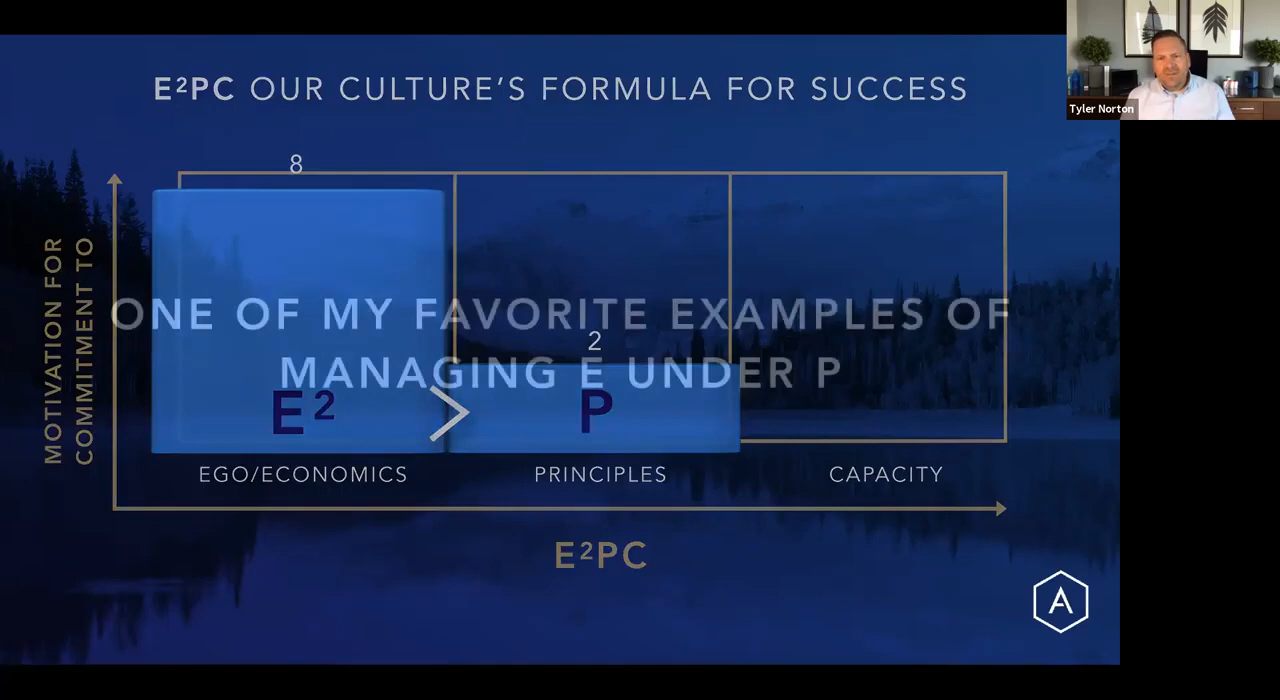 E²PC OUR CULTURE'S FORMULA FOR SUCCESS
Tyler Norton
8
MOTIVATION FOR
COMMITMENT TO
ONE OF MY FAVORITE EXAMPLES OF
MANAGING E UNDER P
2
E² > P
EGO/ECONOMICS PRINCIPLES CAPACITY
E²PC
A